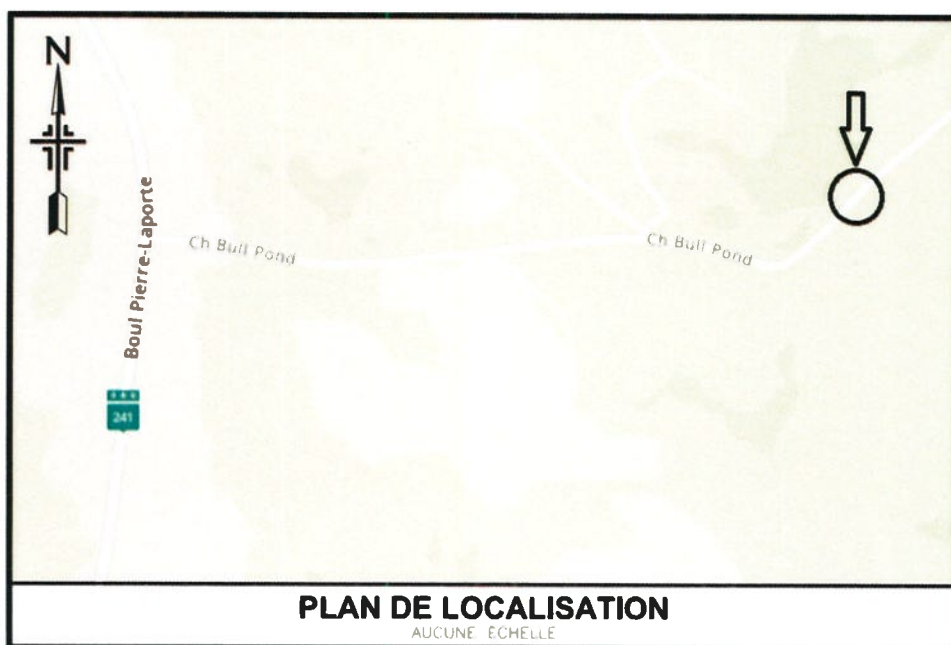 N
Boul Pierre-Laporte
Ch Bull Pond
Ch Bull Pond
241
PLAN DE LOCALISATION
AUCUNE ÉCHELLE